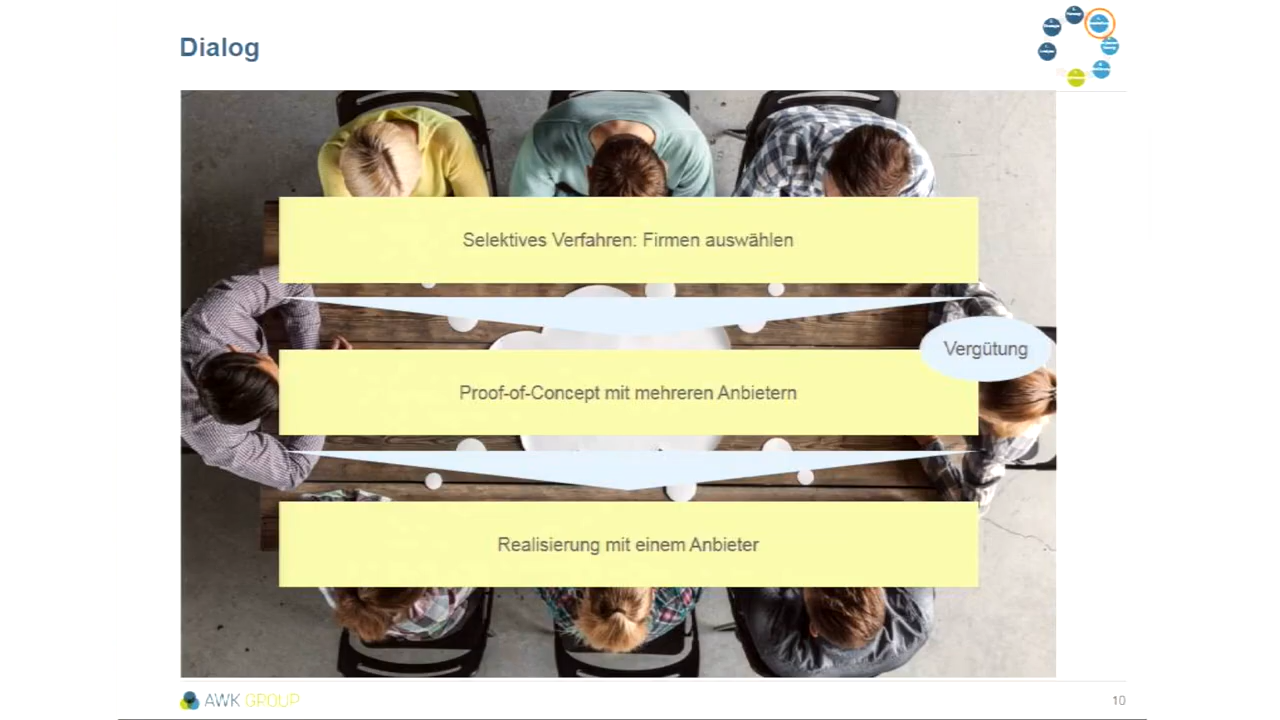 Dialog
Selektives Verfahren: Firmen auswählen
Vergütung
Proof-of-Concept mit mehreren Anbietern
Realisierung mit einem Anbieter
AWK GROUP
10